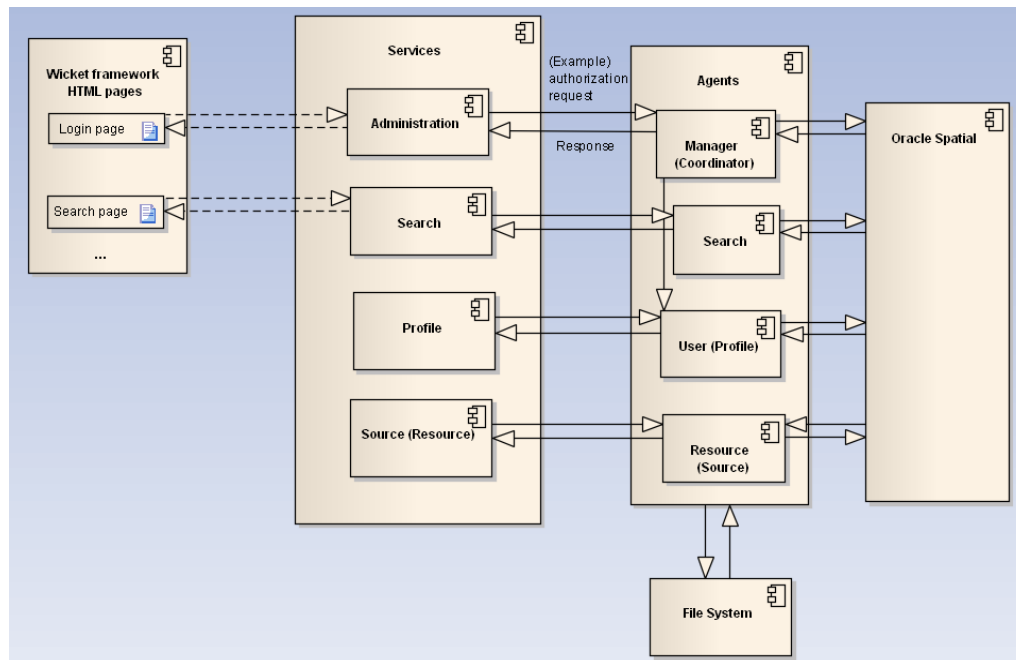 Wicket framework
HTML pages
Login page
Search page
...
Services
Administration
Search
Profile
Source (Resource)
(Example)
authorization
request
Response
Agents
Manager
(Coordinator)
Search
User (Profile)
Resource
(Source)
Oracle Spatial
File System